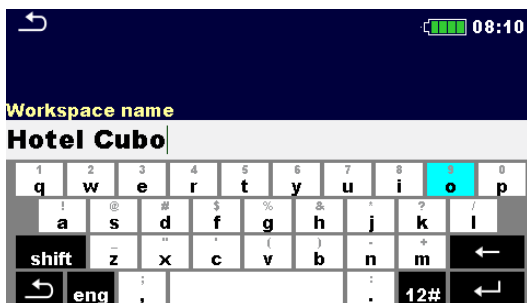 08:10
Workspace name
Hotel Cubo
1 2 3 4 5 6 7 8 9 0
q w e r t y u i o p
! @ # $ % & * ? /
a s d f g h j k l
_ " ' ( ) - +
shift z x c v b n m
; :
eng , . 12#